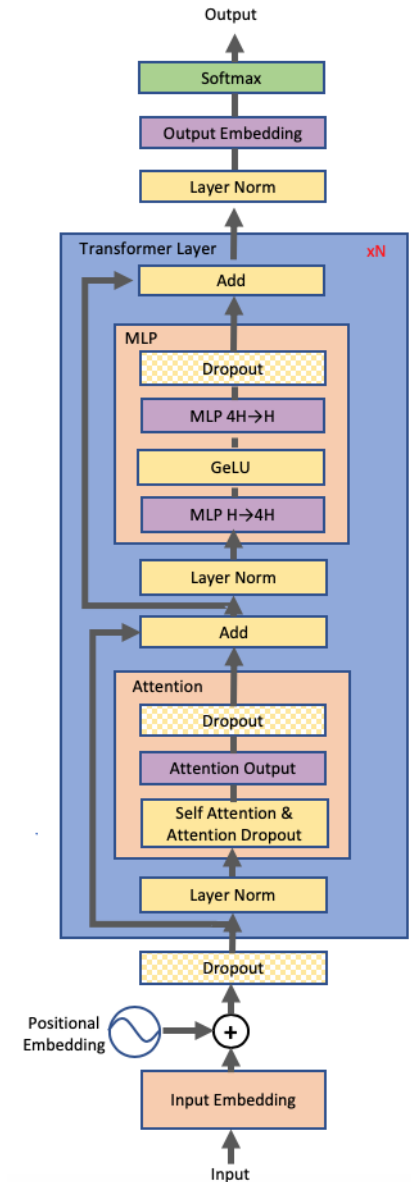 Output
Softmax
Output Embedding
Layer Norm
Transformer Layer
xN
Add
MLP
Dropout
MLP 4H→H
GeLU
MLP H→4H
Layer Norm
Add
Attention
Dropout
Attention Output
Self Attention &
Attention Dropout
Layer Norm
Dropout
Positional
Embedding
+
Input Embedding
Input